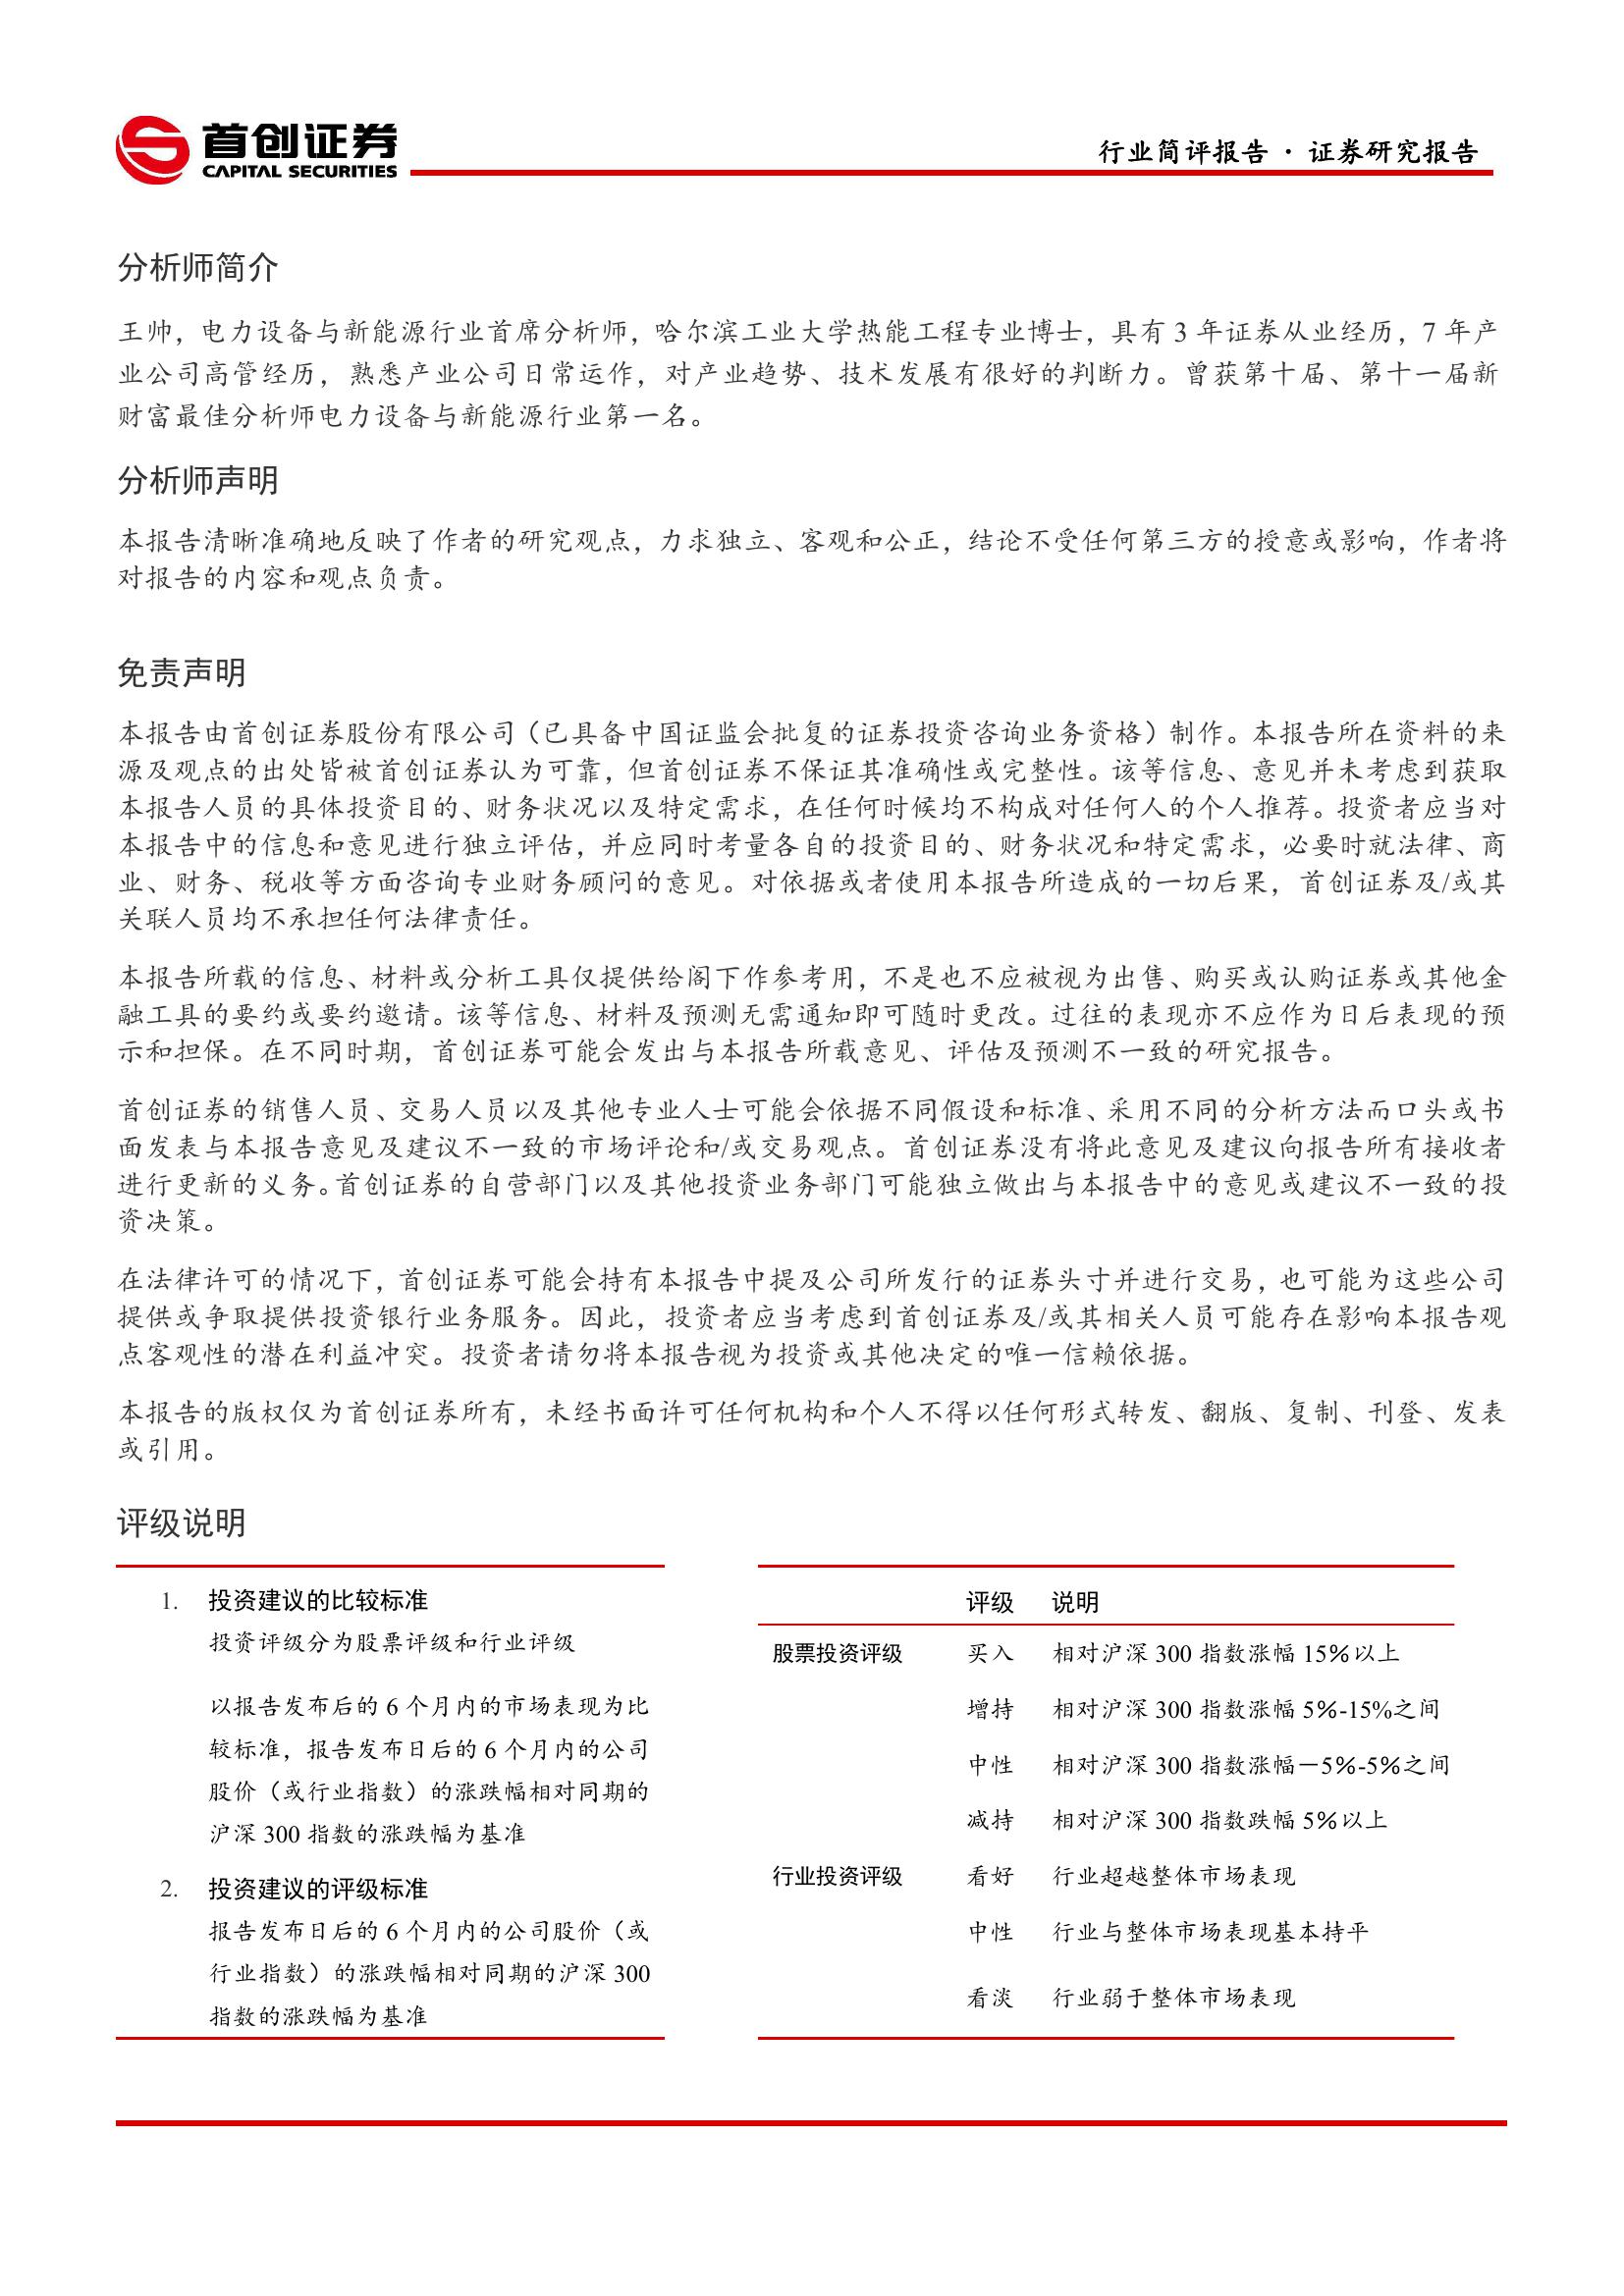 首创证券
CAPITAL SECURITIES
行业简评报告 · 证券研究报告
分析师简介
王帅，电力设备与新能源行业首席分析师，哈尔滨工业大学热能工程专业博士，具有 3 年证券从业经历，7 年产
业公司高管经历，熟悉产业公司日常运作，对产业趋势、技术发展有很好的判断力。曾获第十届、第十一届新
财富最佳分析师电力设备与新能源行业第一名。
分析师声明
本报告清晰准确地反映了作者的研究观点，力求独立、客观和公正，结论不受任何第三方的授意或影响，作者将
对报告的内容和观点负责。
免责声明
本报告由首创证券股份有限公司（已具备中国证监会批复的证券投资咨询业务资格）制作。本报告所在资料的来
源及观点的出处皆被首创证券认为可靠，但首创证券不保证其准确性或完整性。该等信息、意见并未考虑到获取
本报告人员的具体投资目的、财务状况以及特定需求，在任何时候均不构成对任何人的个人推荐。投资者应当对
本报告中的信息和意见进行独立评估，并应同时考量各自的投资目的、财务状况和特定需求，必要时就法律、商
业、财务、税收等方面咨询专业财务顾问的意见。对依据或者使用本报告所造成的一切后果，首创证券及/或其
关联人员均不承担任何法律责任。
本报告所载的信息、材料或分析工具仅提供给阁下作参考用，不是也不应被视为出售、购买或认购证券或其他金
融工具的要约或要约邀请。该等信息、材料及预测无需通知即可随时更改。过往的表现亦不应作为日后表现的预
示和担保。在不同时期，首创证券可能会发出与本报告所载意见、评估及预测不一致的研究报告。
首创证券的销售人员、交易人员以及其他专业人士可能会依据不同假设和标准、采用不同的分析方法而口头或书
面发表与本报告意见及建议不一致的市场评论和/或交易观点。首创证券没有将此意见及建议向报告所有接收者
进行更新的义务。首创证券的自营部门以及其他投资业务部门可能独立做出与本报告中的意见或建议不一致的投
资决策。
在法律许可的情况下，首创证券可能会持有本报告中提及公司所发行的证券头寸并进行交易，也可能为这些公司
提供或争取提供投资银行业务服务。因此，投资者应当考虑到首创证券及/或其相关人员可能存在影响本报告观
点客观性的潜在利益冲突。投资者请勿将本报告视为投资或其他决定的唯一信赖依据。
本报告的版权仅为首创证券所有，未经书面许可任何机构和个人不得以任何形式转发、翻版、复制、刊登、发表
或引用。
评级说明
1. 投资建议的比较标准
投资评级分为股票评级和行业评级
以报告发布后的 6 个月内的市场表现为比
较标准，报告发布日后的 6 个月内的公司
股价（或行业指数）的涨跌幅相对同期的
沪深 300 指数的涨跌幅为基准
2. 投资建议的评级标准
报告发布日后的 6 个月内的公司股价（或
行业指数）的涨跌幅相对同期的沪深 300
指数的涨跌幅为基准
评级 说明
股票投资评级 买入 相对沪深 300 指数涨幅 15％以上
增持 相对沪深 300 指数涨幅 5％-15％之间
中性 相对沪深 300 指数涨幅－5％-5％之间
减持 相对沪深 300 指数跌幅 5％以上
行业投资评级 看好 行业超越整体市场表现
中性 行业与整体市场表现基本持平
看淡 行业弱于整体市场表现